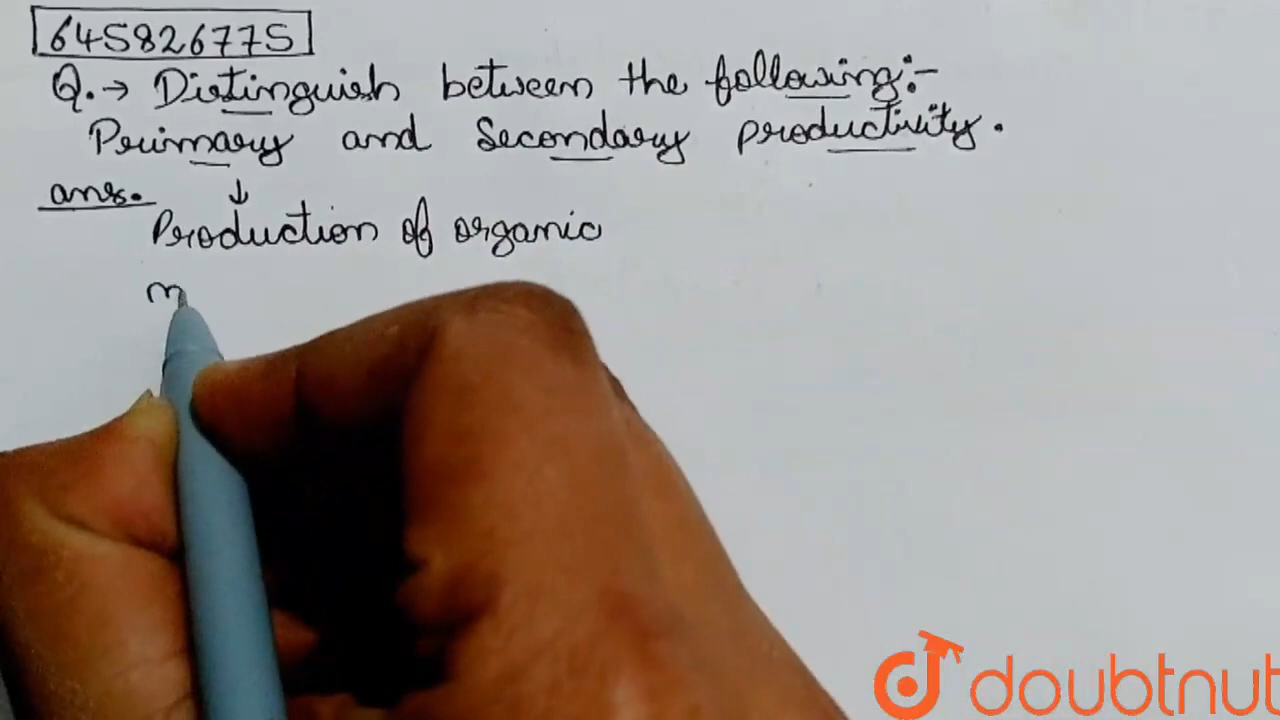 645826775
Q.→ Distinguish between the following:-
Primary and Secondary productivity.
ans. ↓
Production of organic
m
doubtnut